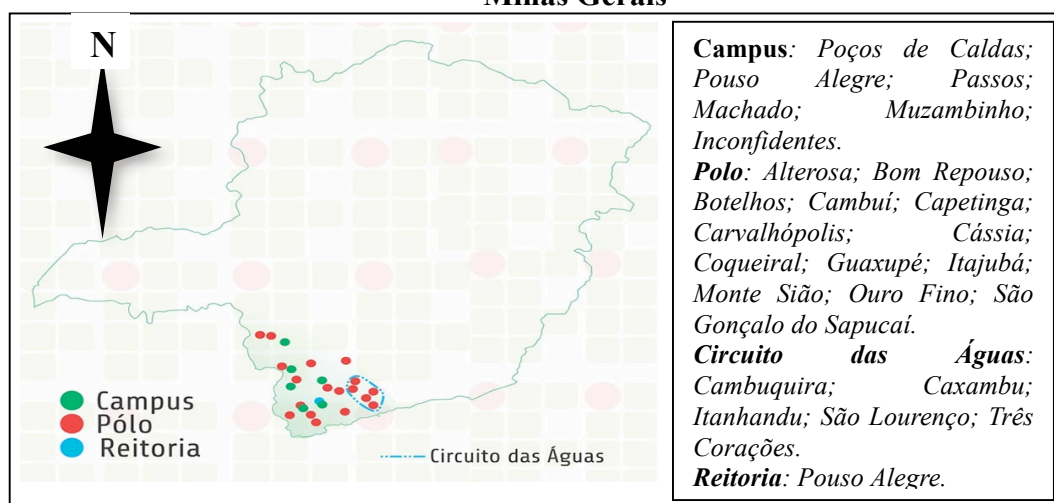 Minas Gerais
N
Campus
Pólo
Reitoria
Circuito das Águas
Campus: Poços de Caldas;
Pouso Alegre; Passos;
Machado; Muzambinho;
Inconfidentes.
Polo: Alterosa; Bom Repouso;
Botelhos; Cambuí; Capetinga;
Carvalhópolis; Cássia;
Coqueiral; Guaxupé; Itajubá;
Monte Sião; Ouro Fino; São
Gonçalo do Sapucaí.
Circuito das Águas:
Cambuquira; Caxambu;
Itanhandu; São Lourenço; Três
Corações.
Reitoria: Pouso Alegre.